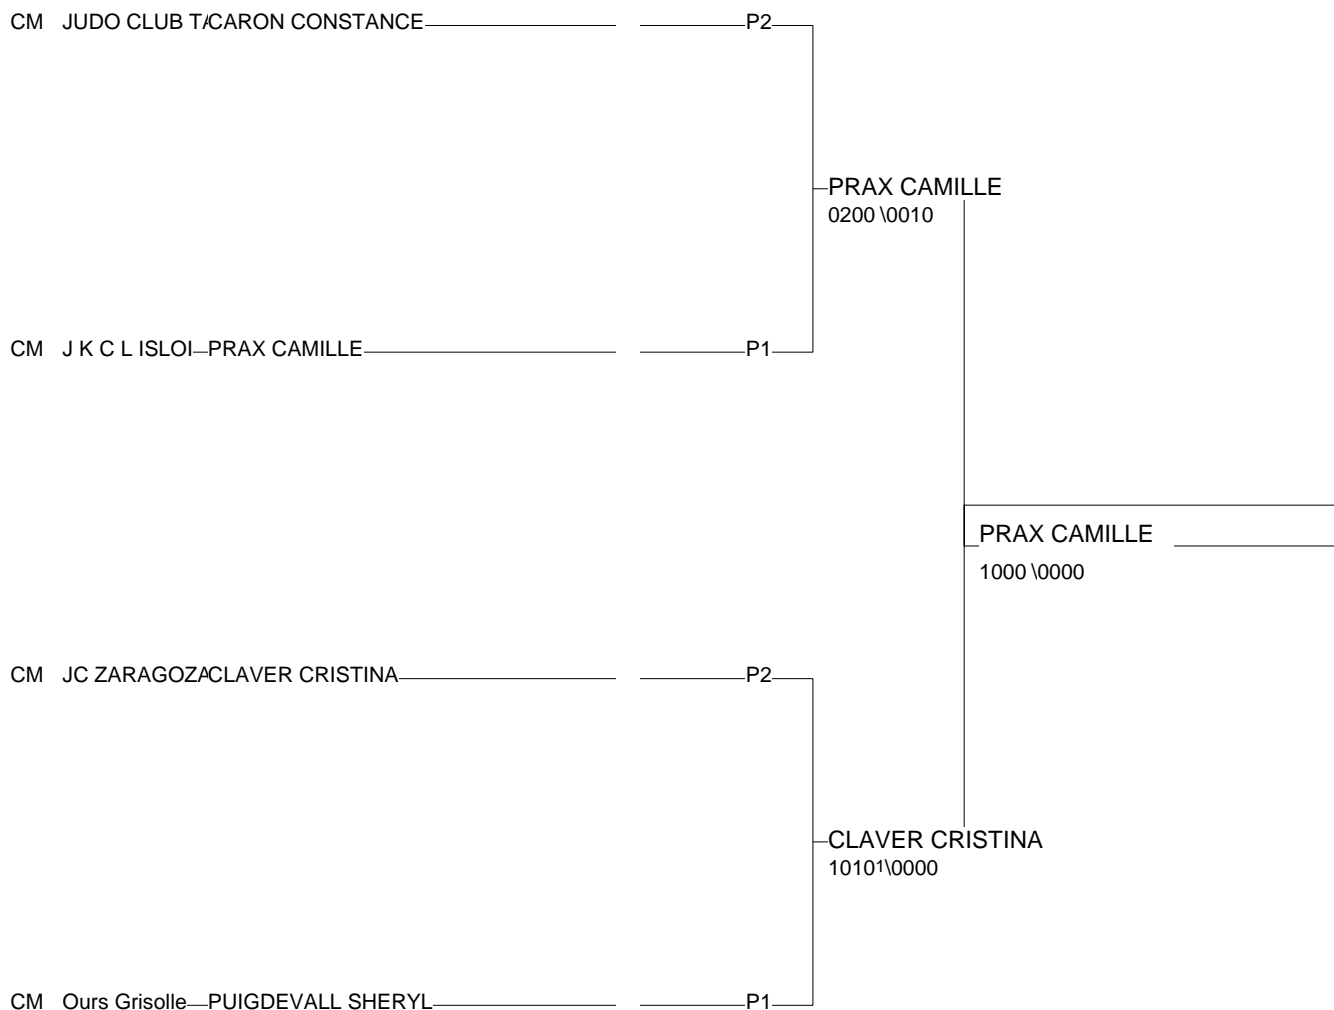 CM JUDO CLUB TACARON CONSTANCE P2
PRAX CAMILLE
0200 \0010
CM J K C L ISLOI PRAX CAMILLE P1
PRAX CAMILLE
1000 \0000
CM JC ZARAGOZA CLAVER CRISTINA P2
CLAVER CRISTINA
1010¹\0000
CM Ours Grisolle PUIGDEVALL SHERYL P1